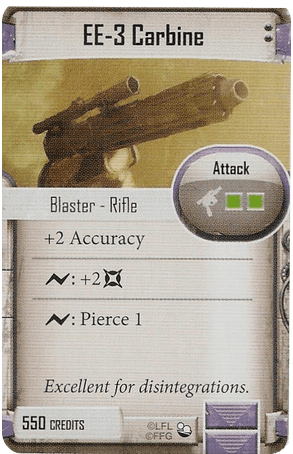 EE-3 Carbine
Attack
Blaster - Rifle
+2 Accuracy
: +2
: Pierce 1
Excellent for disintegrations.
550 CREDITS
©LFL
©FFG